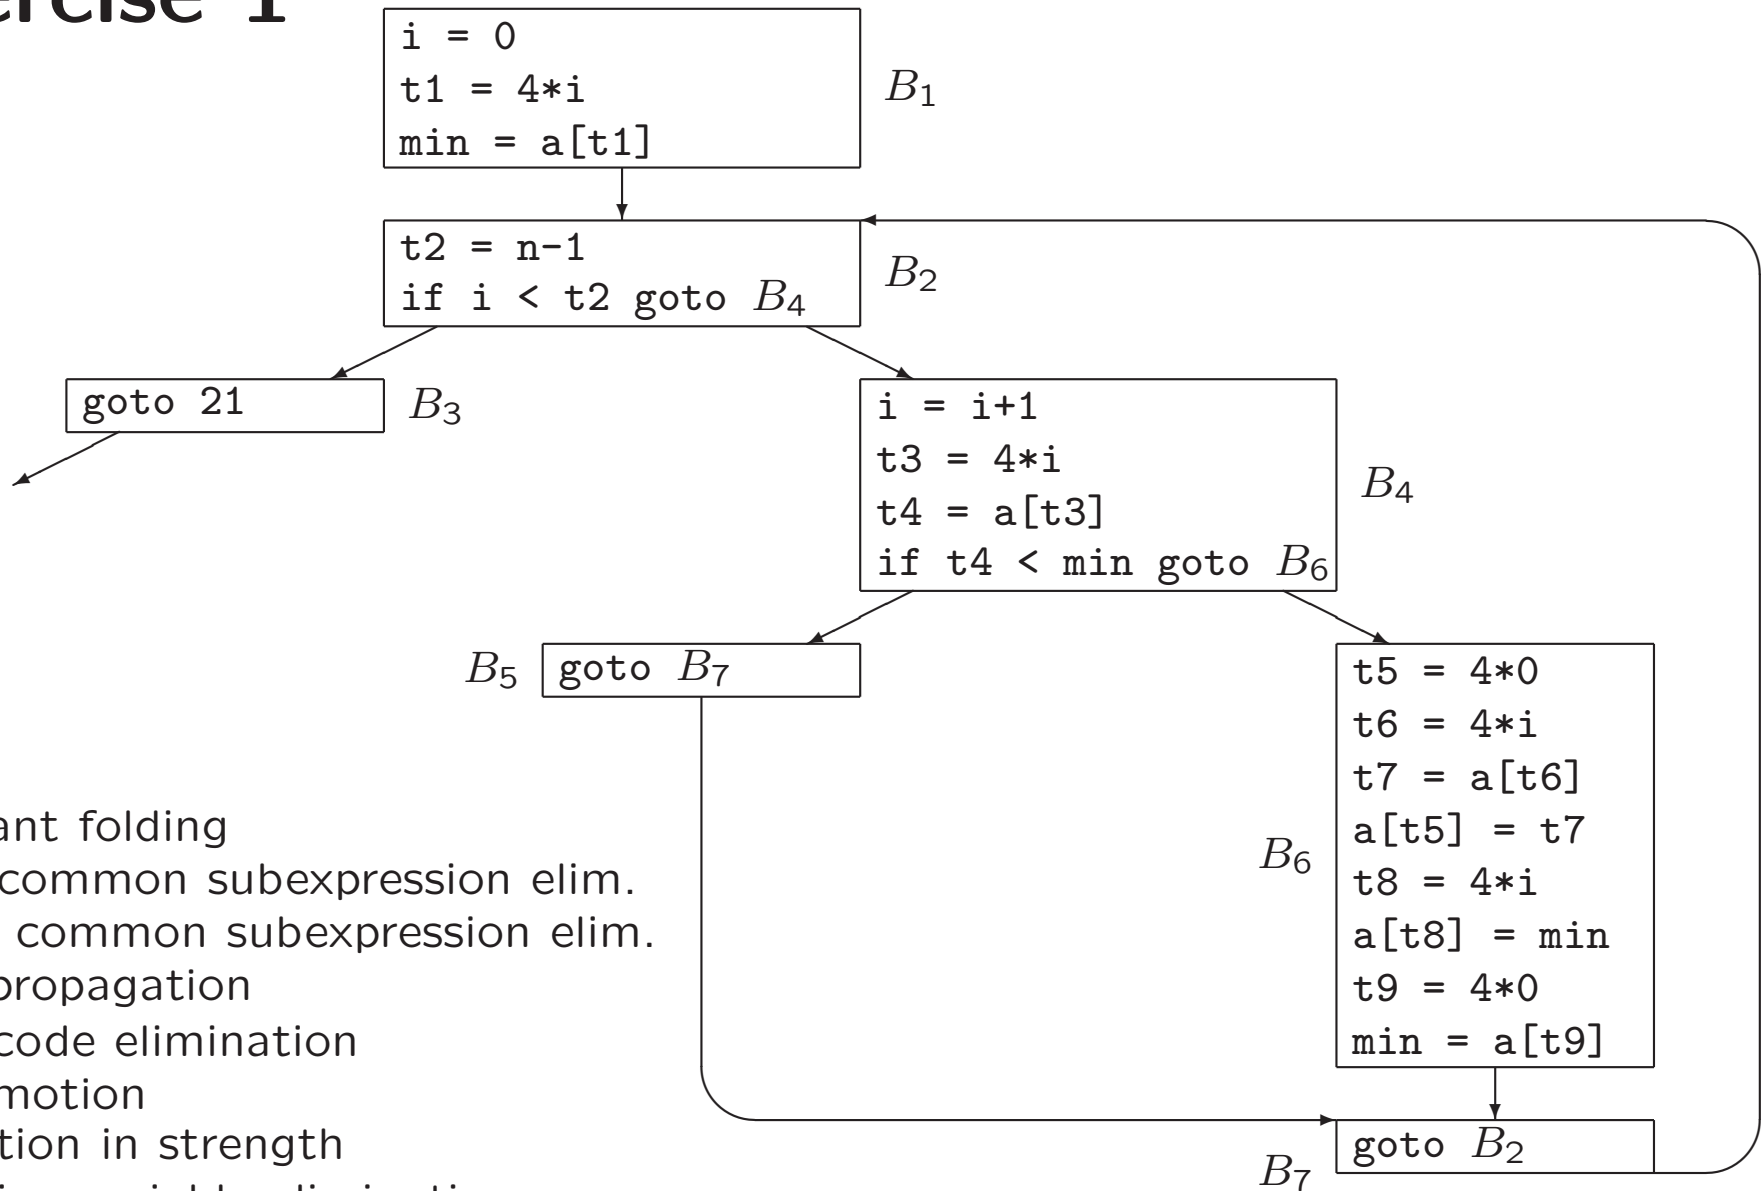 ercise 1
i = 0
t1 = 4*i
min = a[t1]
B1
t2 = n-1
if i < t2 goto B4
B2
goto 21
B3
i = i+1
t3 = 4*i
t4 = a[t3]
if t4 < min goto B6
B4
B5
goto B7
t5 = 4*0
t6 = 4*i
t7 = a[t6]
a[t5] = t7
t8 = 4*i
a[t8] = min
t9 = 4*0
min = a[t9]
B6
goto B2
B7
ant folding
common subexpression elim.
common subexpression elim.
propagation
code elimination
motion
tion in strength